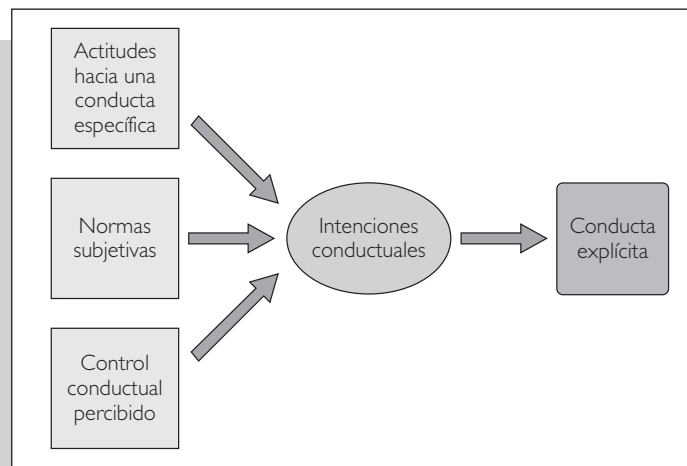 Actitudes
hacia una
conducta
específica
Normas
subjetivas
Control
conductual
percibido
Intenciones
conductuales
Conducta
explícita